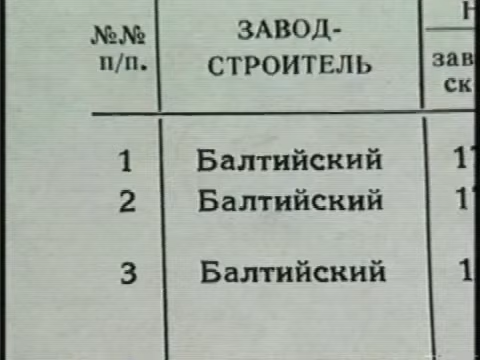 №№ п/п.
ЗАВОД-СТРОИТЕЛЬ
1 Балтийский
2 Балтийский
3 Балтийский